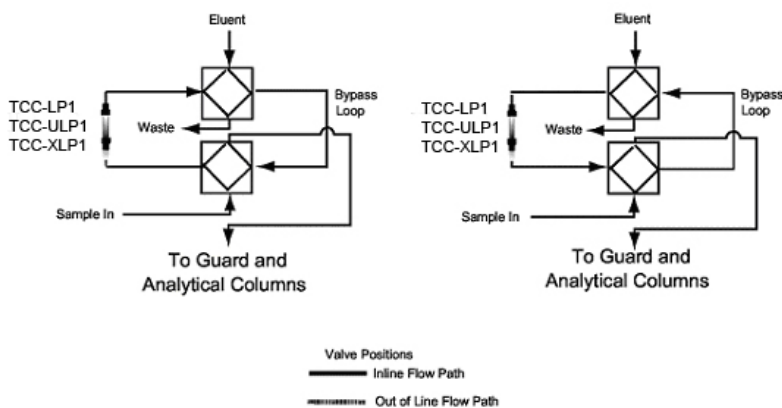 Eluent
TCC-LP1
TCC-ULP1
TCC-XLP1
Bypass
Loop
Waste
Sample In
To Guard and
Analytical Columns
Eluent
TCC-LP1
TCC-ULP1
TCC-XLP1
Bypass
Loop
Waste
Sample In
To Guard and
Analytical Columns
Valve Positions
Inline Flow Path
Out of Line Flow Path